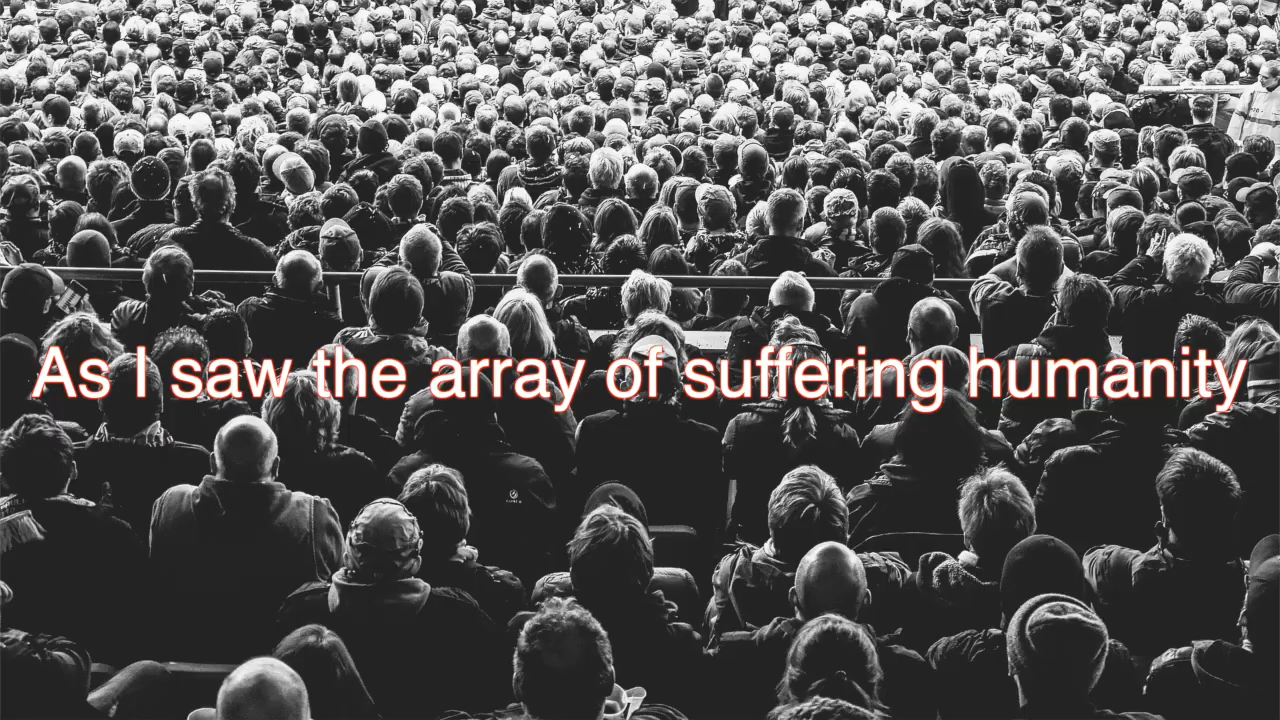 As I saw the array of suffering humanity